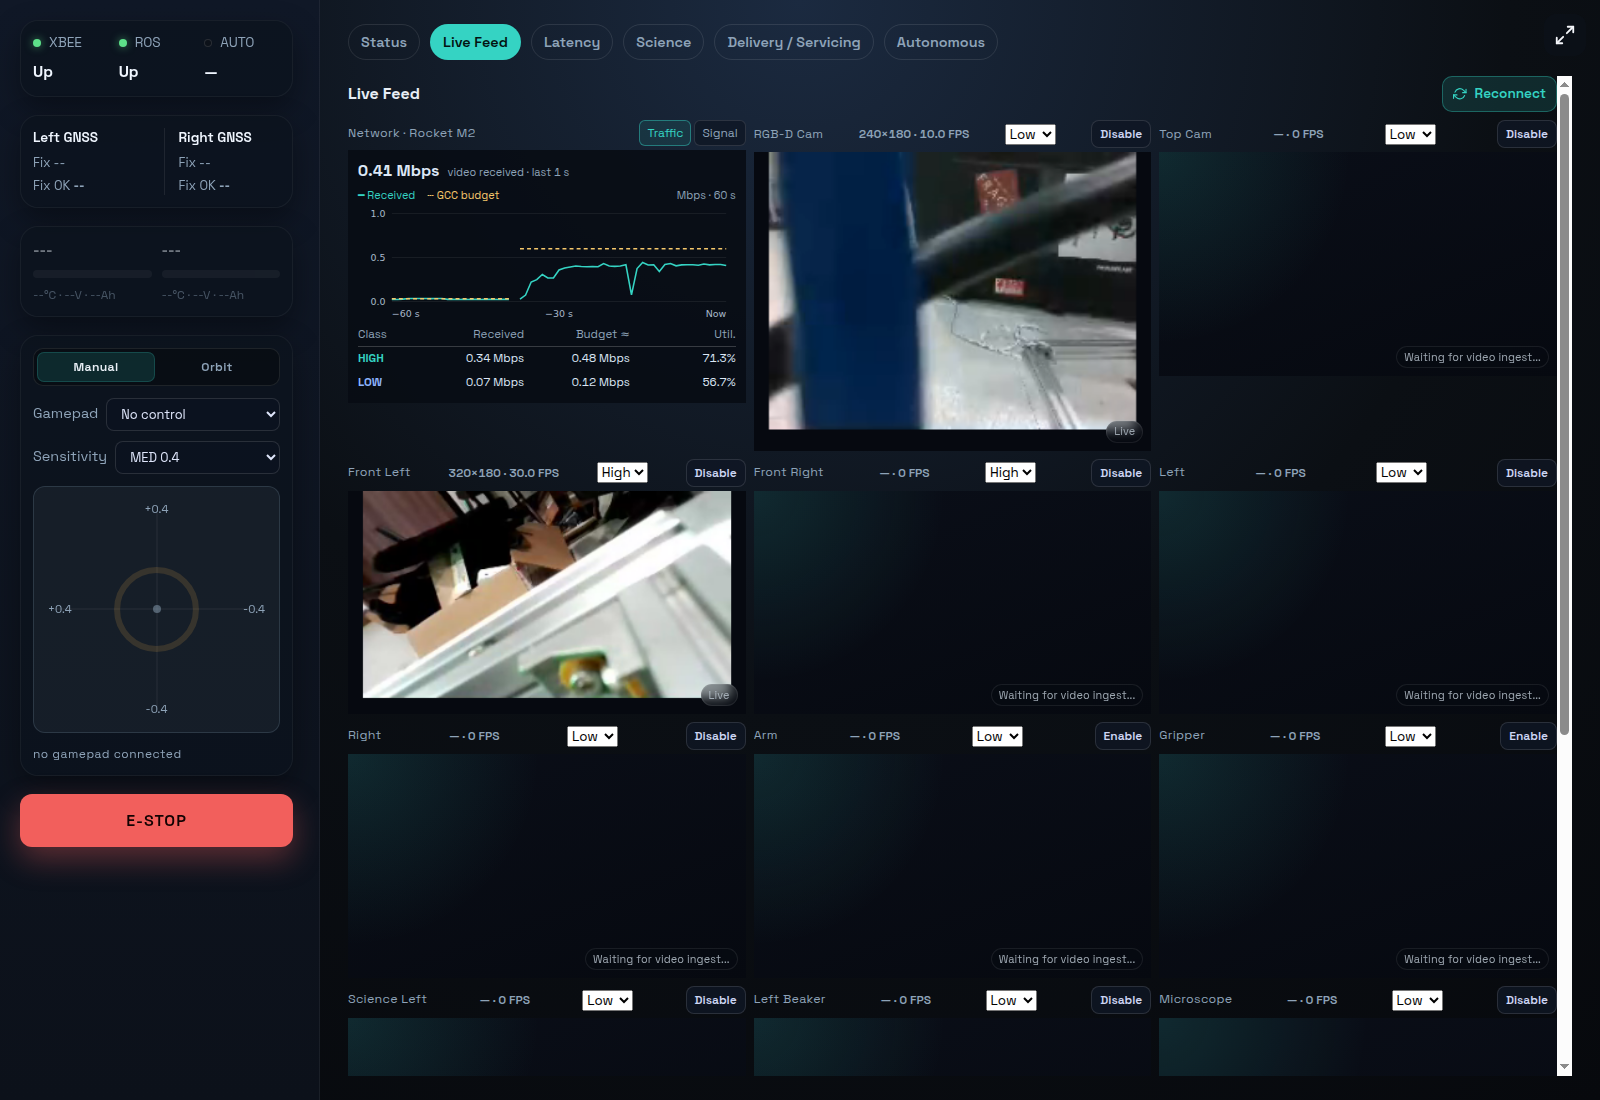 XBEE ROS AUTO
Up Up —
Left GNSS Right GNSS
Fix -- Fix --
Fix OK -- Fix OK --
--- ---
--°C · --V · --Ah --°C · --V · --Ah
Manual Orbit
Gamepad No control
Sensitivity MED 0.4
+0.4
+0.4 -0.4
-0.4
no gamepad connected
E-STOP
Status Live Feed Latency Science Delivery / Servicing Autonomous
Live Feed Reconnect
Network · Rocket M2 Traffic Signal
0.41 Mbps video received · last 1 s
Received GCC budget Mbps · 60 s
1.0
0.5
0.0
−60 s −30 s Now
Class Received Budget ≈ Util.
HIGH 0.34 Mbps 0.48 Mbps 71.3%
LOW 0.07 Mbps 0.12 Mbps 56.7%
RGB-D Cam 240×180 · 10.0 FPS Low Disable
Live
Top Cam — · 0 FPS Low Disable
Waiting for video ingest...
Front Left 320×180 · 30.0 FPS High Disable
Live
Front Right — · 0 FPS High Disable
Waiting for video ingest...
Left — · 0 FPS Low Disable
Waiting for video ingest...
Right — · 0 FPS Low Disable
Waiting for video ingest...
Arm — · 0 FPS Low Enable
Waiting for video ingest...
Gripper — · 0 FPS Low Enable
Waiting for video ingest...
Science Left — · 0 FPS Low Disable
Left Beaker — · 0 FPS Low Disable
Microscope — · 0 FPS Low Disable